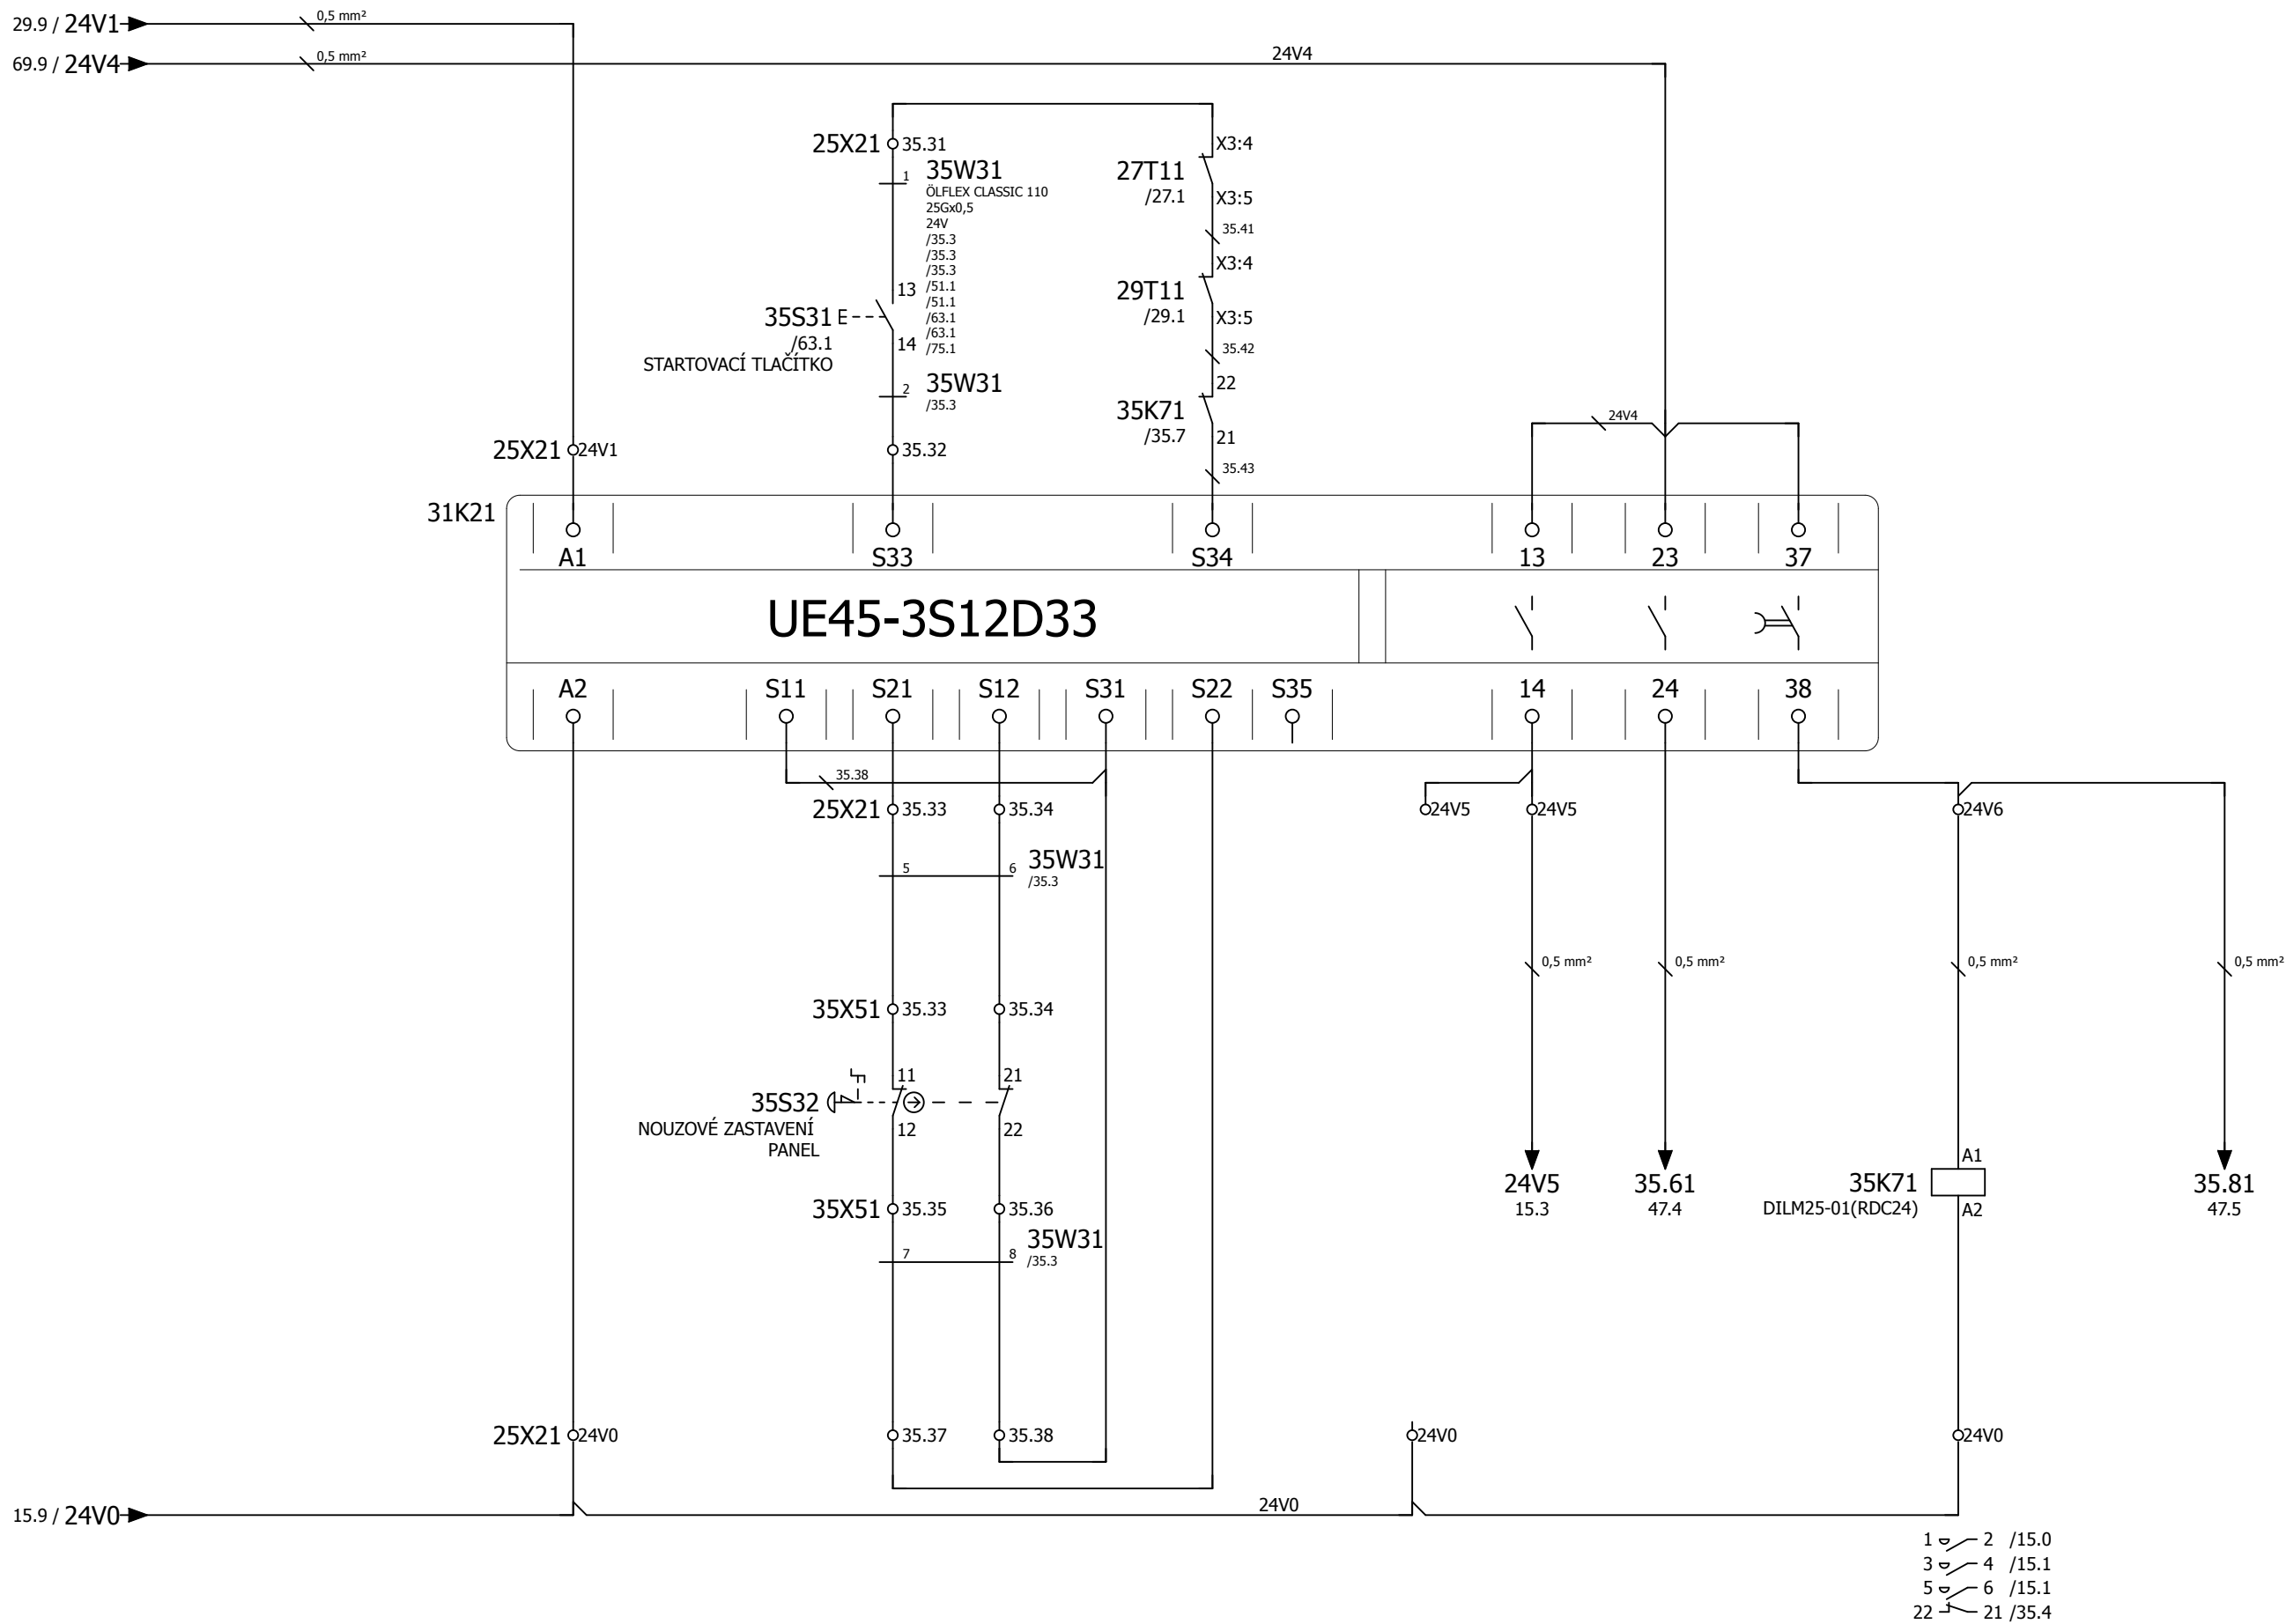 29.9 / 24V1
0,5 mm²
69.9 / 24V4
0,5 mm²
24V4
25X21
35.31
X3:4
1
35W31
ÖLFLEX CLASSIC 110
25Gx0,5
24V
/35.3
/35.3
/35.3
/51.1
/51.1
/63.1
/63.1
/75.1
27T11
/27.1
X3:5
35.41
X3:4
13
35S31
/63.1
STARTOVACÍ TLAČÍTKO
14
29T11
/29.1
X3:5
35.42
2
35W31
/35.3
22
35K71
/35.7
21
24V4
25X21
24V1
35.32
35.43
31K21
A1
S33
S34
13
23
37
UE45-3S12D33
A2
S11
S21
S12
S31
S22
S35
14
24
38
35.38
25X21
35.33
35.34
24V5
24V5
24V6
5
6
35W31
/35.3
0,5 mm²
0,5 mm²
0,5 mm²
0,5 mm²
35X51
35.33
35.34
11
21
35S32
NOUZOVÉ ZASTAVENÍ
PANEL
12
22
24V5
15.3
35.61
47.4
A1
35K71
DILM25-01(RDC24)
A2
35.81
47.5
35X51
35.35
35.36
7
8
35W31
/35.3
25X21
24V0
35.37
35.38
24V0
24V0
15.9 / 24V0
24V0
1 2 /15.0
3 4 /15.1
5 6 /15.1
22 21 /35.4